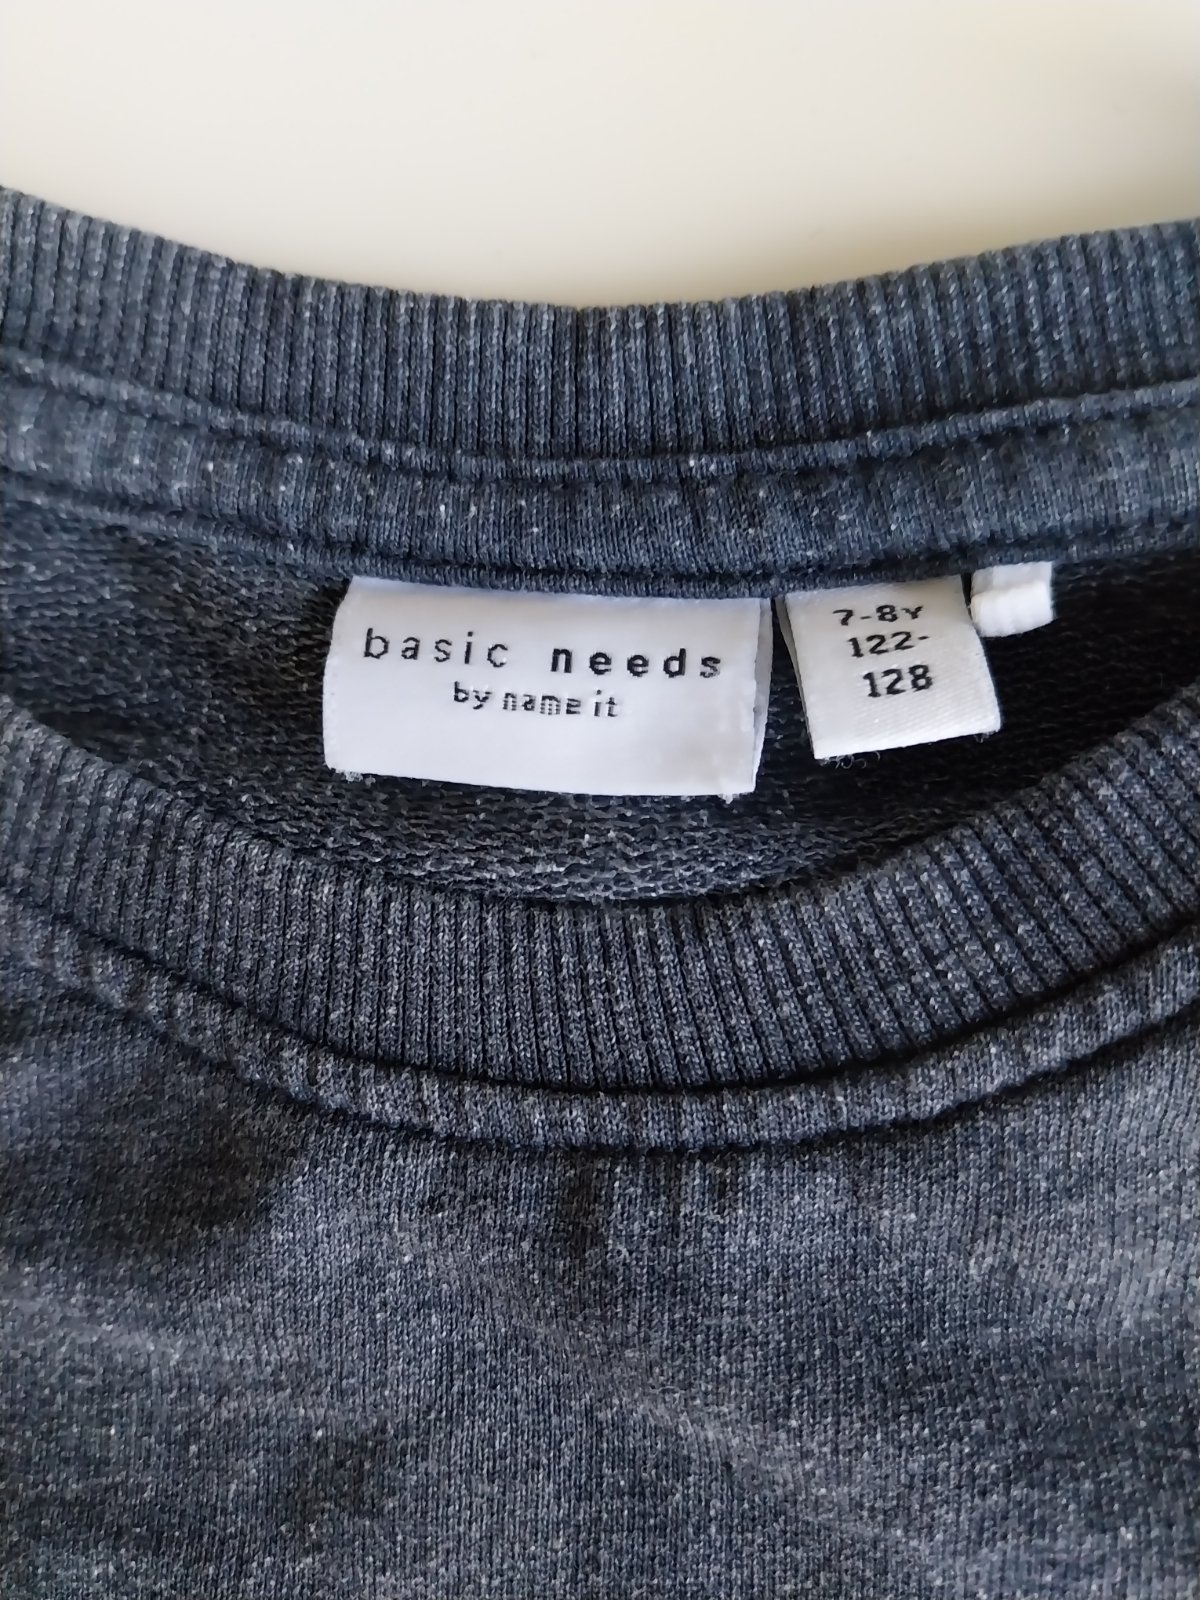 basic needs
by name it
7-8Y
122-
128